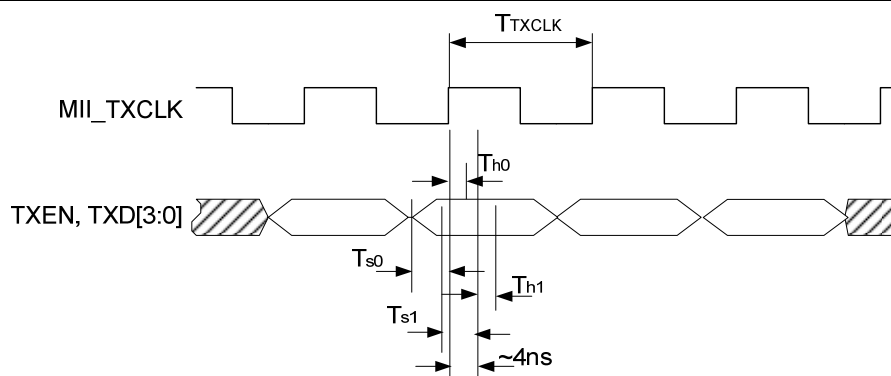 TTXCLK
MII_TXCLK
Th0
TXEN, TXD[3:0]
Ts0
Th1
Ts1
~4ns